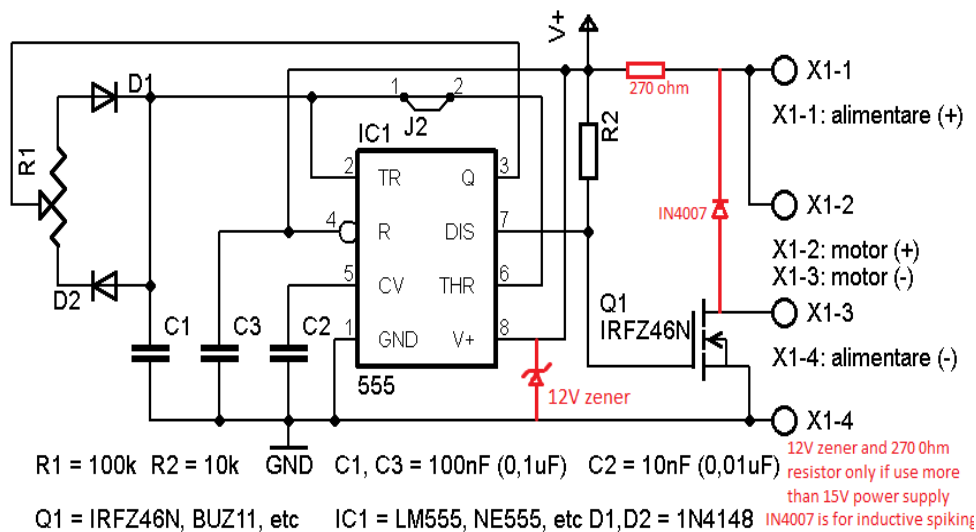 V+
D1
270 ohm
X1-1
X1-1: alimentare (+)
1
2
J2
IC1
R2
R1
2
TR
Q
3
IN4007
X1-2
4
R
DIS
7
X1-2: motor (+)
X1-3: motor (-)
D2
5
CV
THR
6
Q1
IRFZ46N
X1-3
C1
C3
C2
1
GND
V+
8
X1-4: alimentare (-)
555
12V zener
X1-4
R1 = 100k R2 = 10k GND C1, C3 = 100nF (0,1uF) C2 = 10nF (0,01uF)
12V zener and 270 0hm
resistor only if use more
than 15V power supply
IN4007 is for inductive spiking
Q1 = IRFZ46N, BUZ11, etc IC1 = LM555, NE555, etc D1,D2 = 1N4148